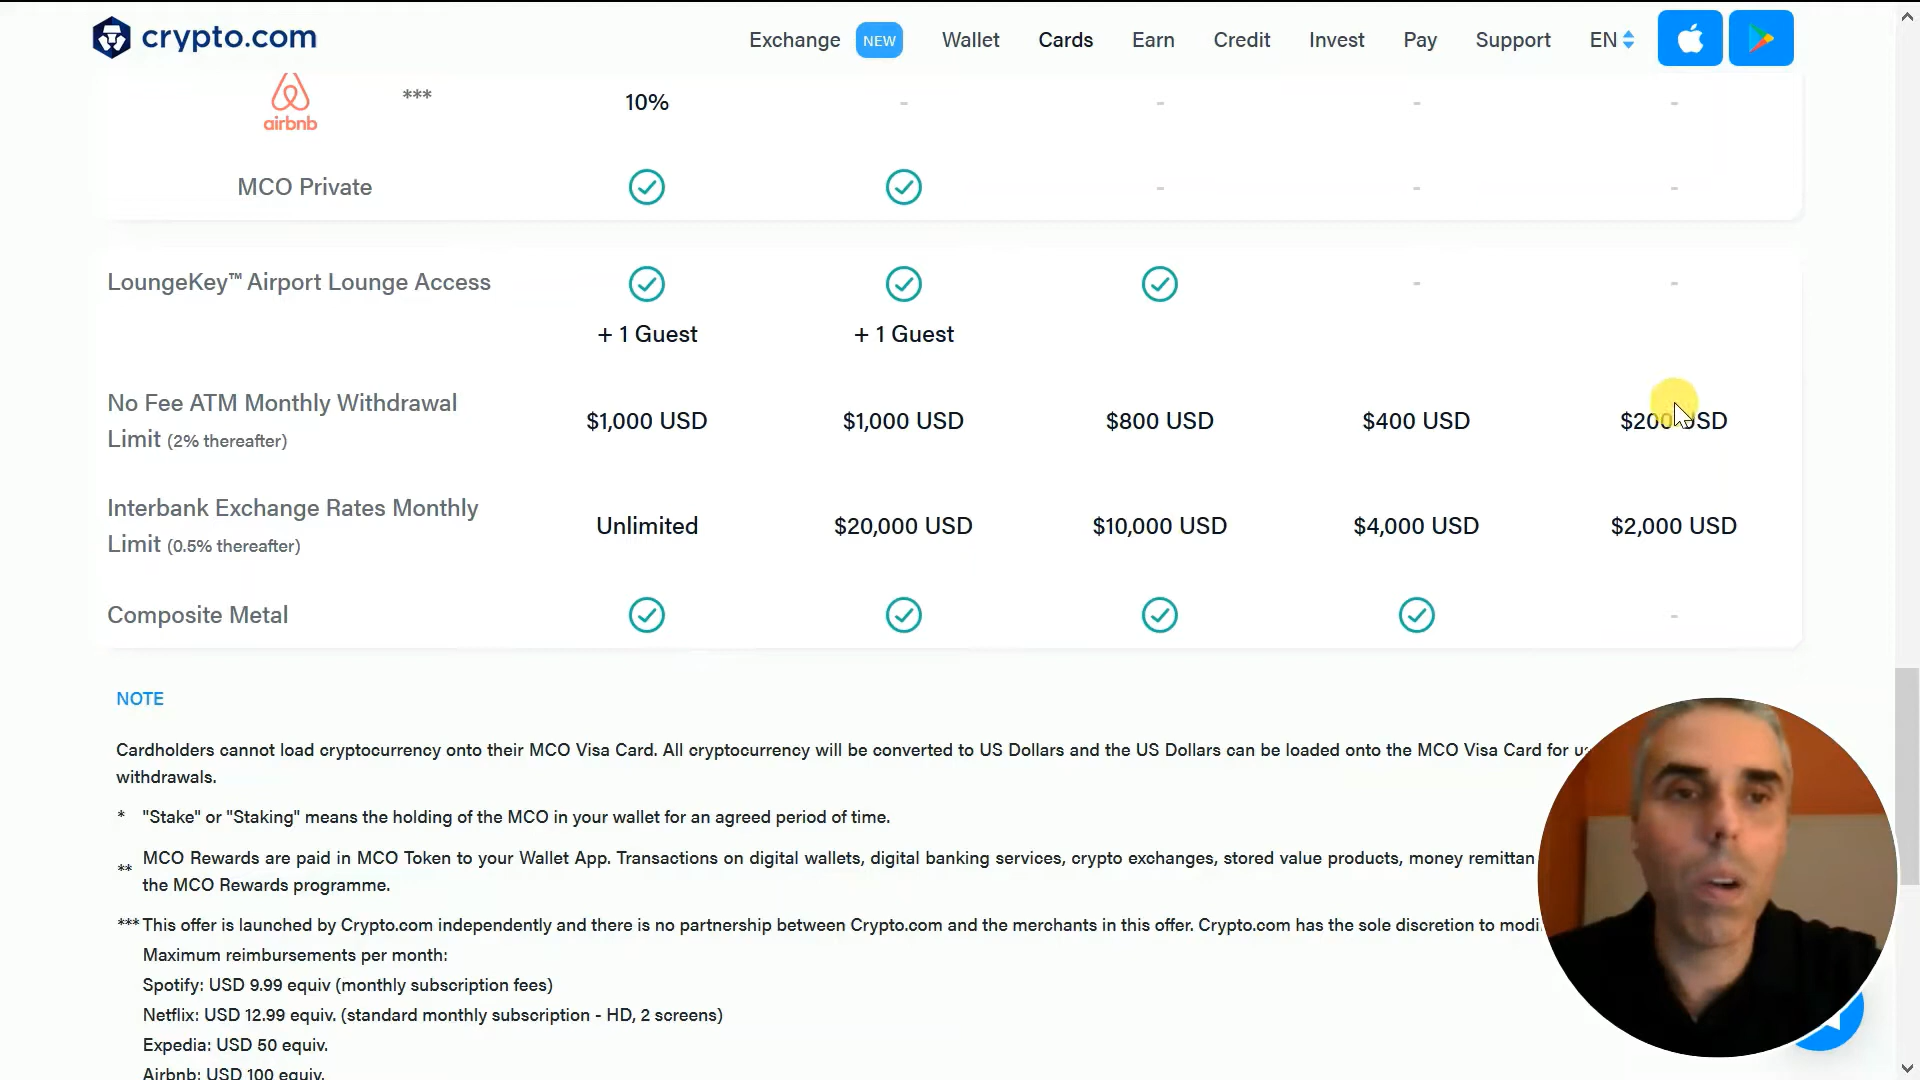 crypto.com
Exchange NEW Wallet Cards Earn Credit Invest Pay Support EN
airbnb *** 10% - - - -
MCO Private - - -
LoungeKey™ Airport Lounge Access - -
+ 1 Guest + 1 Guest
No Fee ATM Monthly Withdrawal
Limit (2% thereafter) $1,000 USD $1,000 USD $800 USD $400 USD $200 USD
Interbank Exchange Rates Monthly
Limit (0.5% thereafter) Unlimited $20,000 USD $10,000 USD $4,000 USD $2,000 USD
Composite Metal -
NOTE
Cardholders cannot load cryptocurrency onto their MCO Visa Card. All cryptocurrency will be converted to US Dollars and the US Dollars can be loaded onto the MCO Visa Card for
withdrawals.
* "Stake" or "Staking" means the holding of the MCO in your wallet for an agreed period of time.
** MCO Rewards are paid in MCO Token to your Wallet App. Transactions on digital wallets, digital banking services, crypto exchanges, stored value products, money
the MCO Rewards programme.
*** This offer is launched by Crypto.com independently and there is no partnership between Crypto.com and the merchants in this offer. Crypto.com has the sole discretion to
Maximum reimbursements per month:
Spotify: USD 9.99 equiv (monthly subscription fees)
Netflix: USD 12.99 equiv. (standard monthly subscription - HD, 2 screens)
Expedia: USD 50 equiv.
Airbnb: USD 100 equiv.